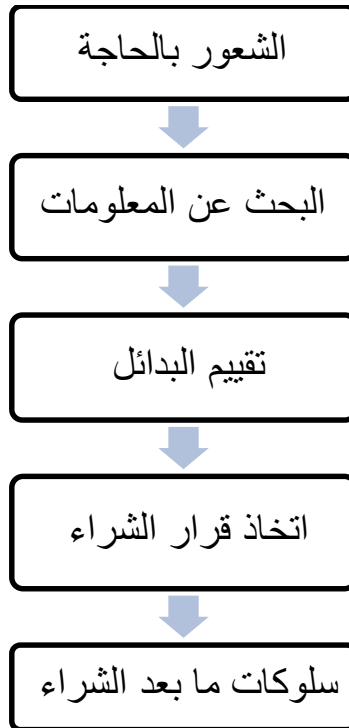 الشعور بالحاجة
البحث عن المعلومات
تقييم البدائل
اتخاذ قرار الشراء
سلوكات ما بعد الشراء